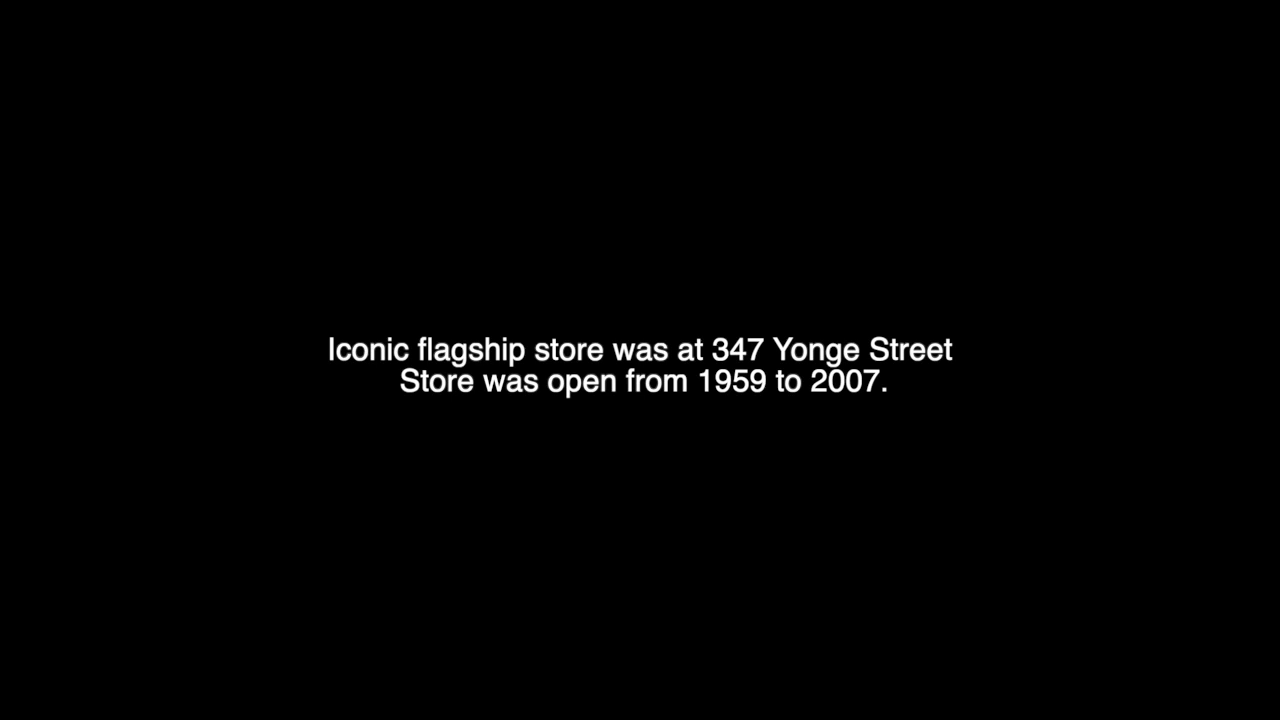 Iconic flagship store was at 347 Yonge Street
Store was open from 1959 to 2007.